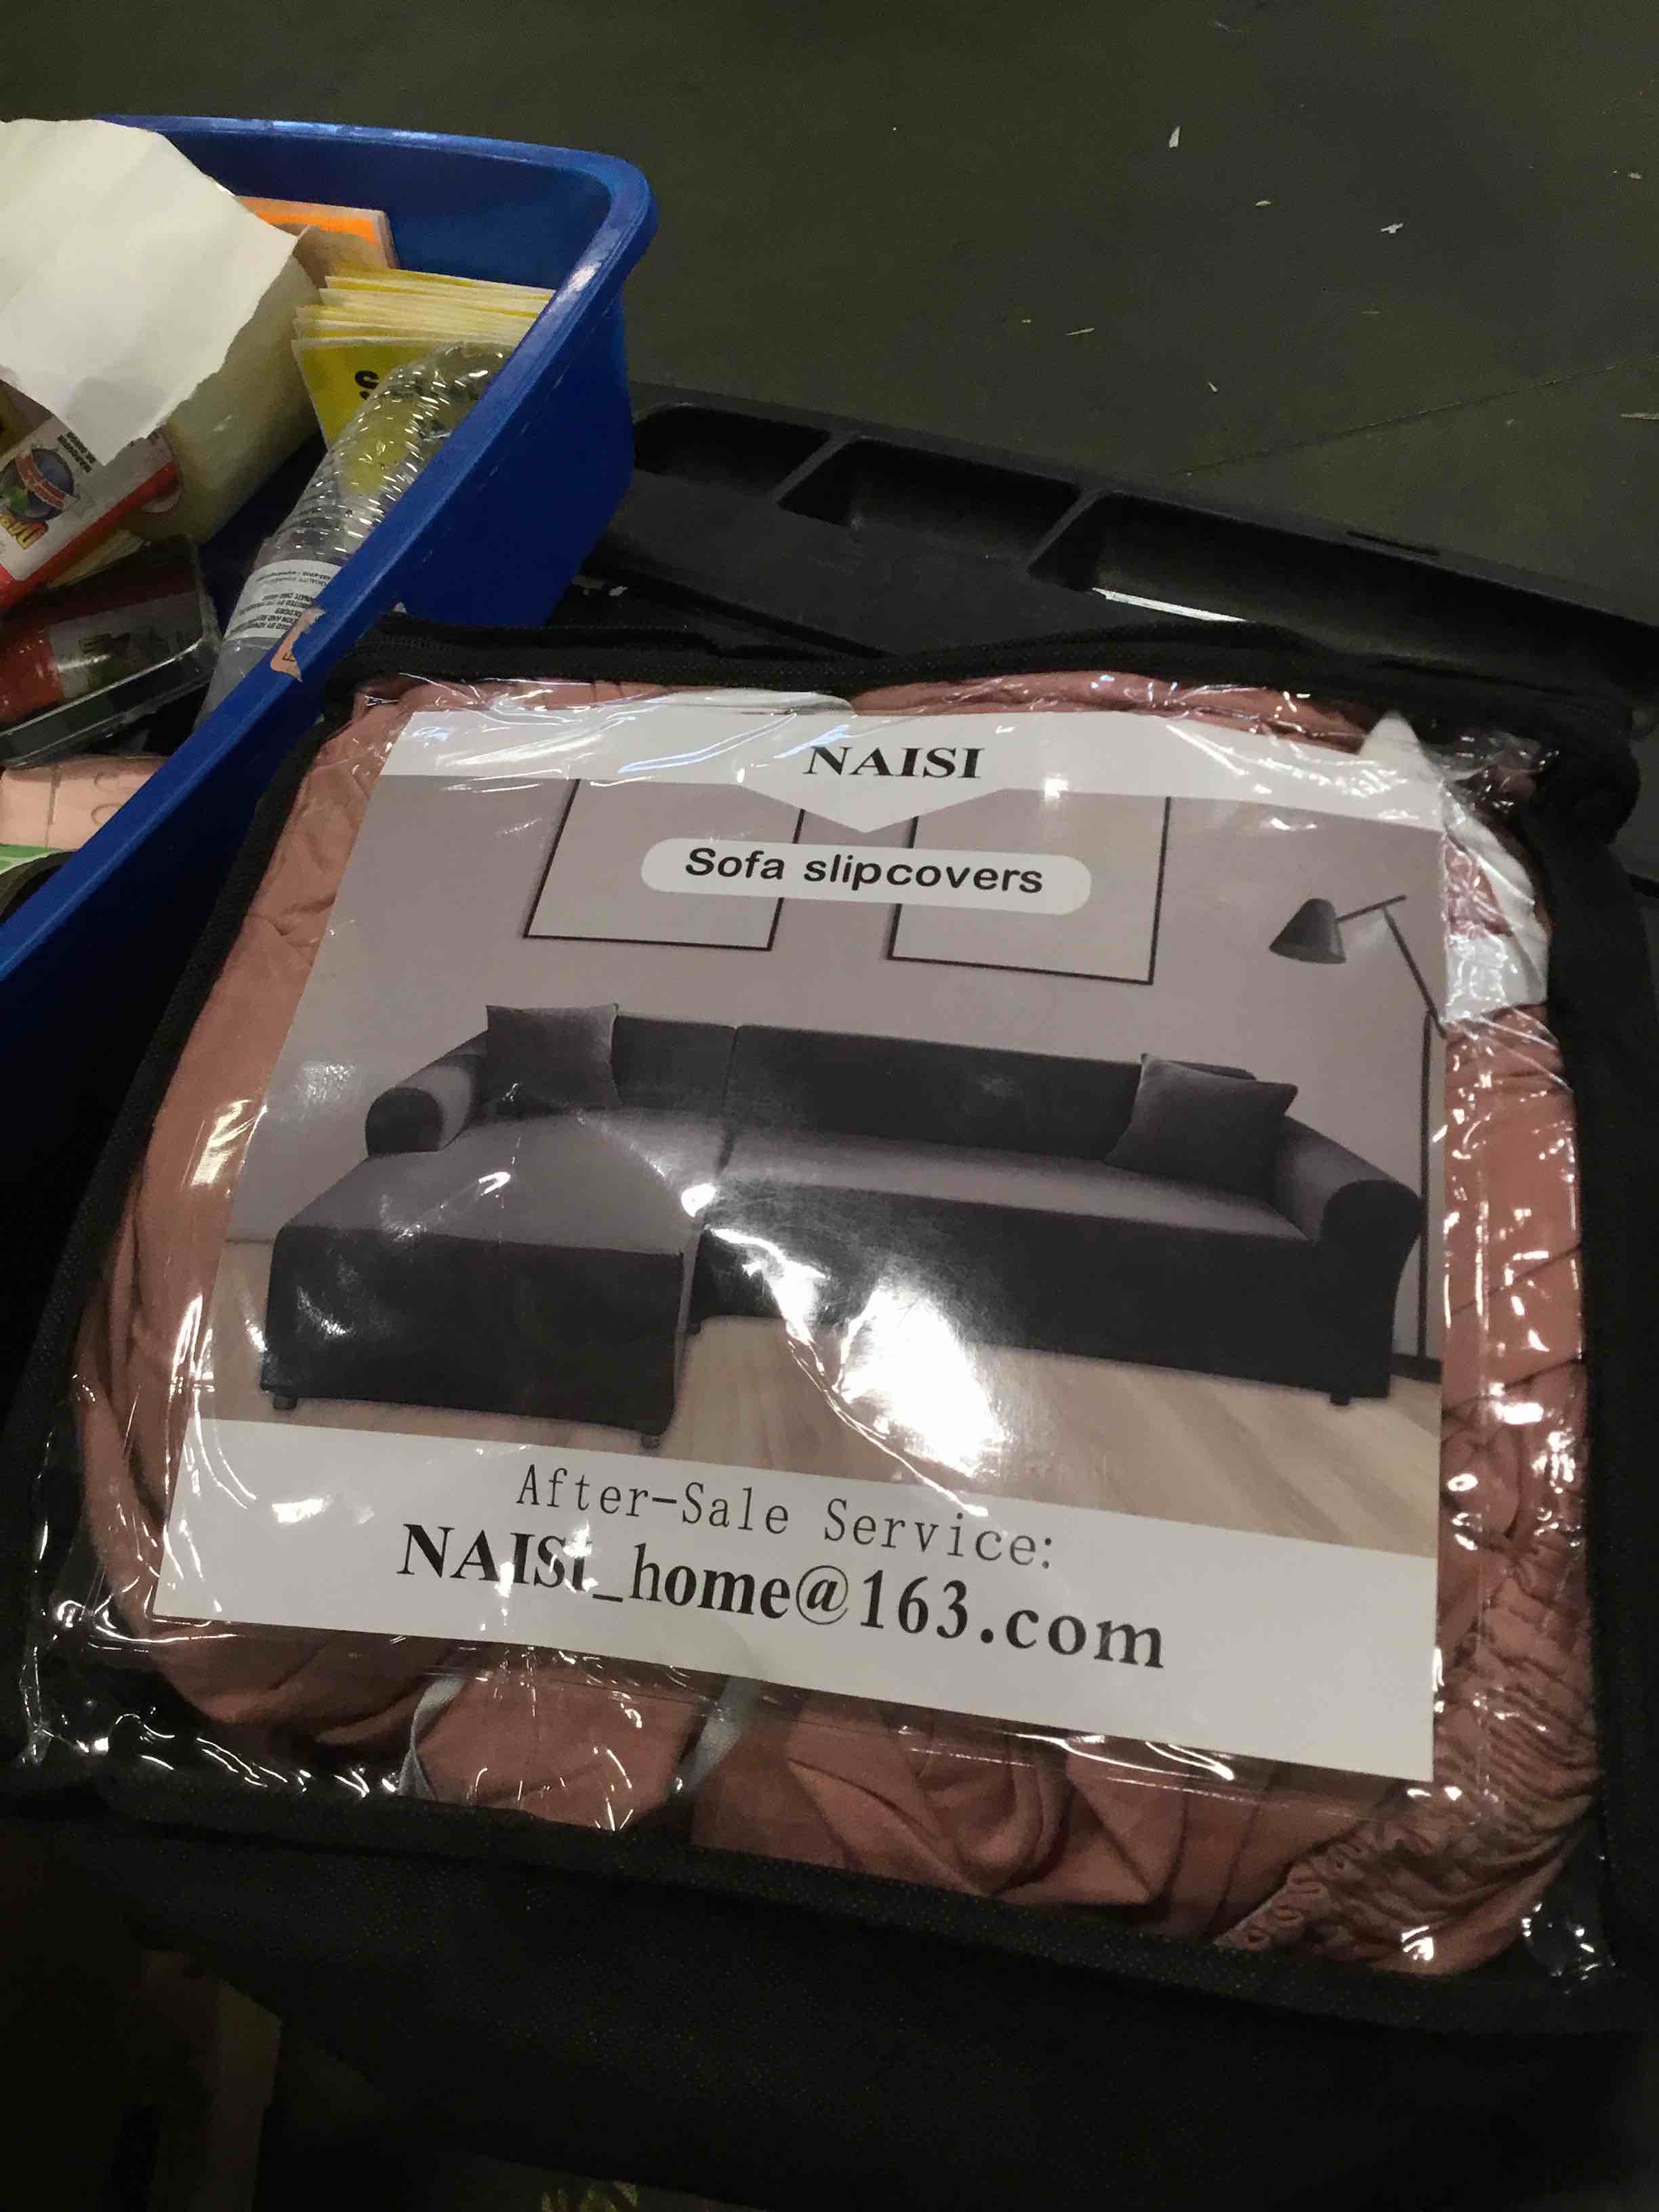 NAISI
Sofa slipcovers
After-Sale Service:
NAISi_home@163.com